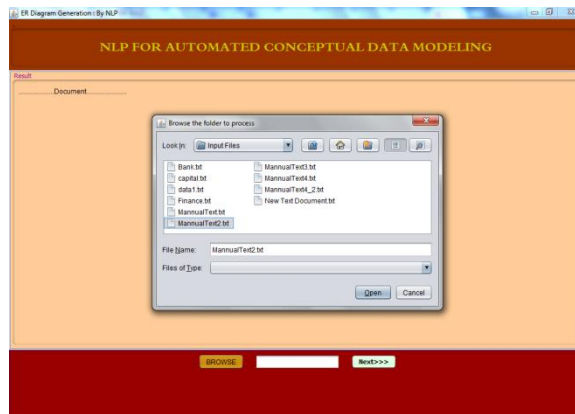 ER Diagram Generation : By NLP
NLP FOR AUTOMATED CONCEPTUAL DATA MODELING
Result
....................Document......................
Browse the folder to process
Look In: Input Files
Bank.txt
capital.txt
data1.txt
Finance.txt
MannualText.txt
MannualText2.txt
MannualText3.txt
MannualText4.txt
MannualText4_2.txt
New Text Document.txt
File Name: MannualText2.txt
Files of Type:
Open Cancel
BROWSE Next>>>